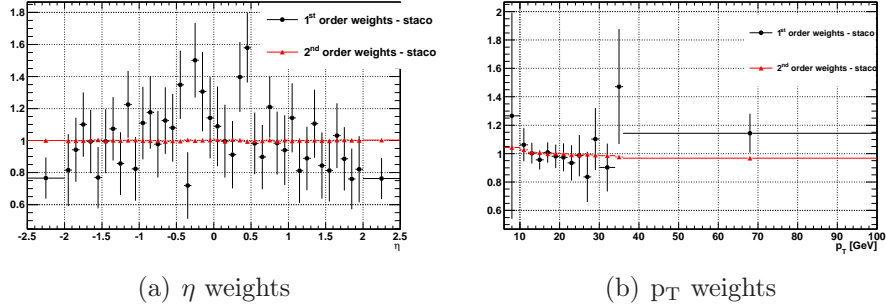 1.8
1.6
1.4
1.2
1
0.8
0.6
-2.5 -2 -1.5 -1 -0.5 0 0.5 1 1.5 2 2.5
η
1st order weights - staco
2nd order weights - staco
(a) η weights
2
1.8
1.6
1.4
1.2
1.0
0.8
0.6
10 20 30 40 50 60 70 80 90 100
pT [GeV]
1st order weights - staco
2nd order weights - staco
(b) pT weights